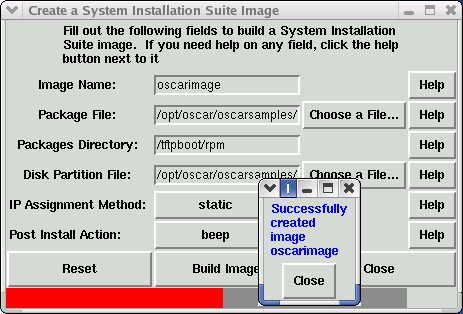 Create a System Installation Suite Image
Fill out the following fields to build a System Installation
Suite image.  If you need help on any field, click the help
button next to it
Image Name: oscarimage Help
Package File: /opt/oscar/oscarsamples/ Choose a File... Help
Packages Directory: /tftpboot/rpm Help
Disk Partition File: /opt/oscar/oscarsamples/ Choose a File... Help
IP Assignment Method: static Help
Post Install Action: beep Help
Reset Build Image Close
Successfully
created
image
oscarimage
Close